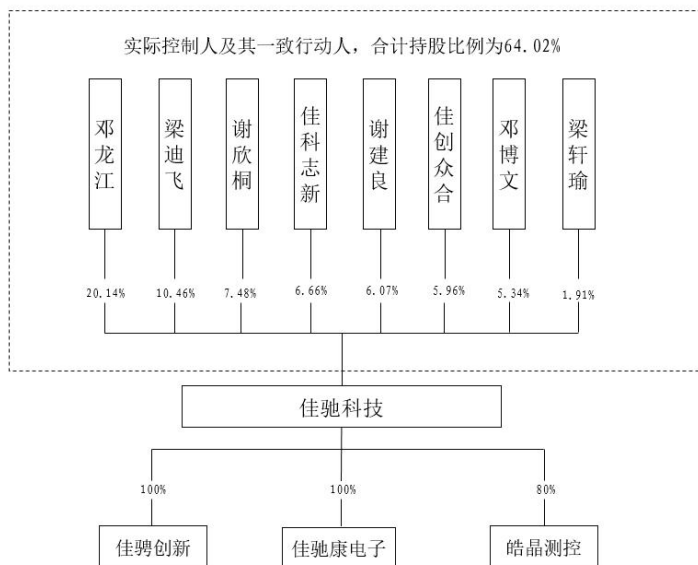 实际控制人及其一致行动人，合计持股比例为64.02%
邓龙江
梁迪飞
谢欣桐
佳科志新
谢建良
佳创众合
邓博文
梁轩瑜
20.14%
10.46%
7.48%
6.66%
6.07%
5.96%
5.34%
1.91%
佳驰科技
100%
100%
80%
佳骋创新
佳驰康电子
皓晶测控